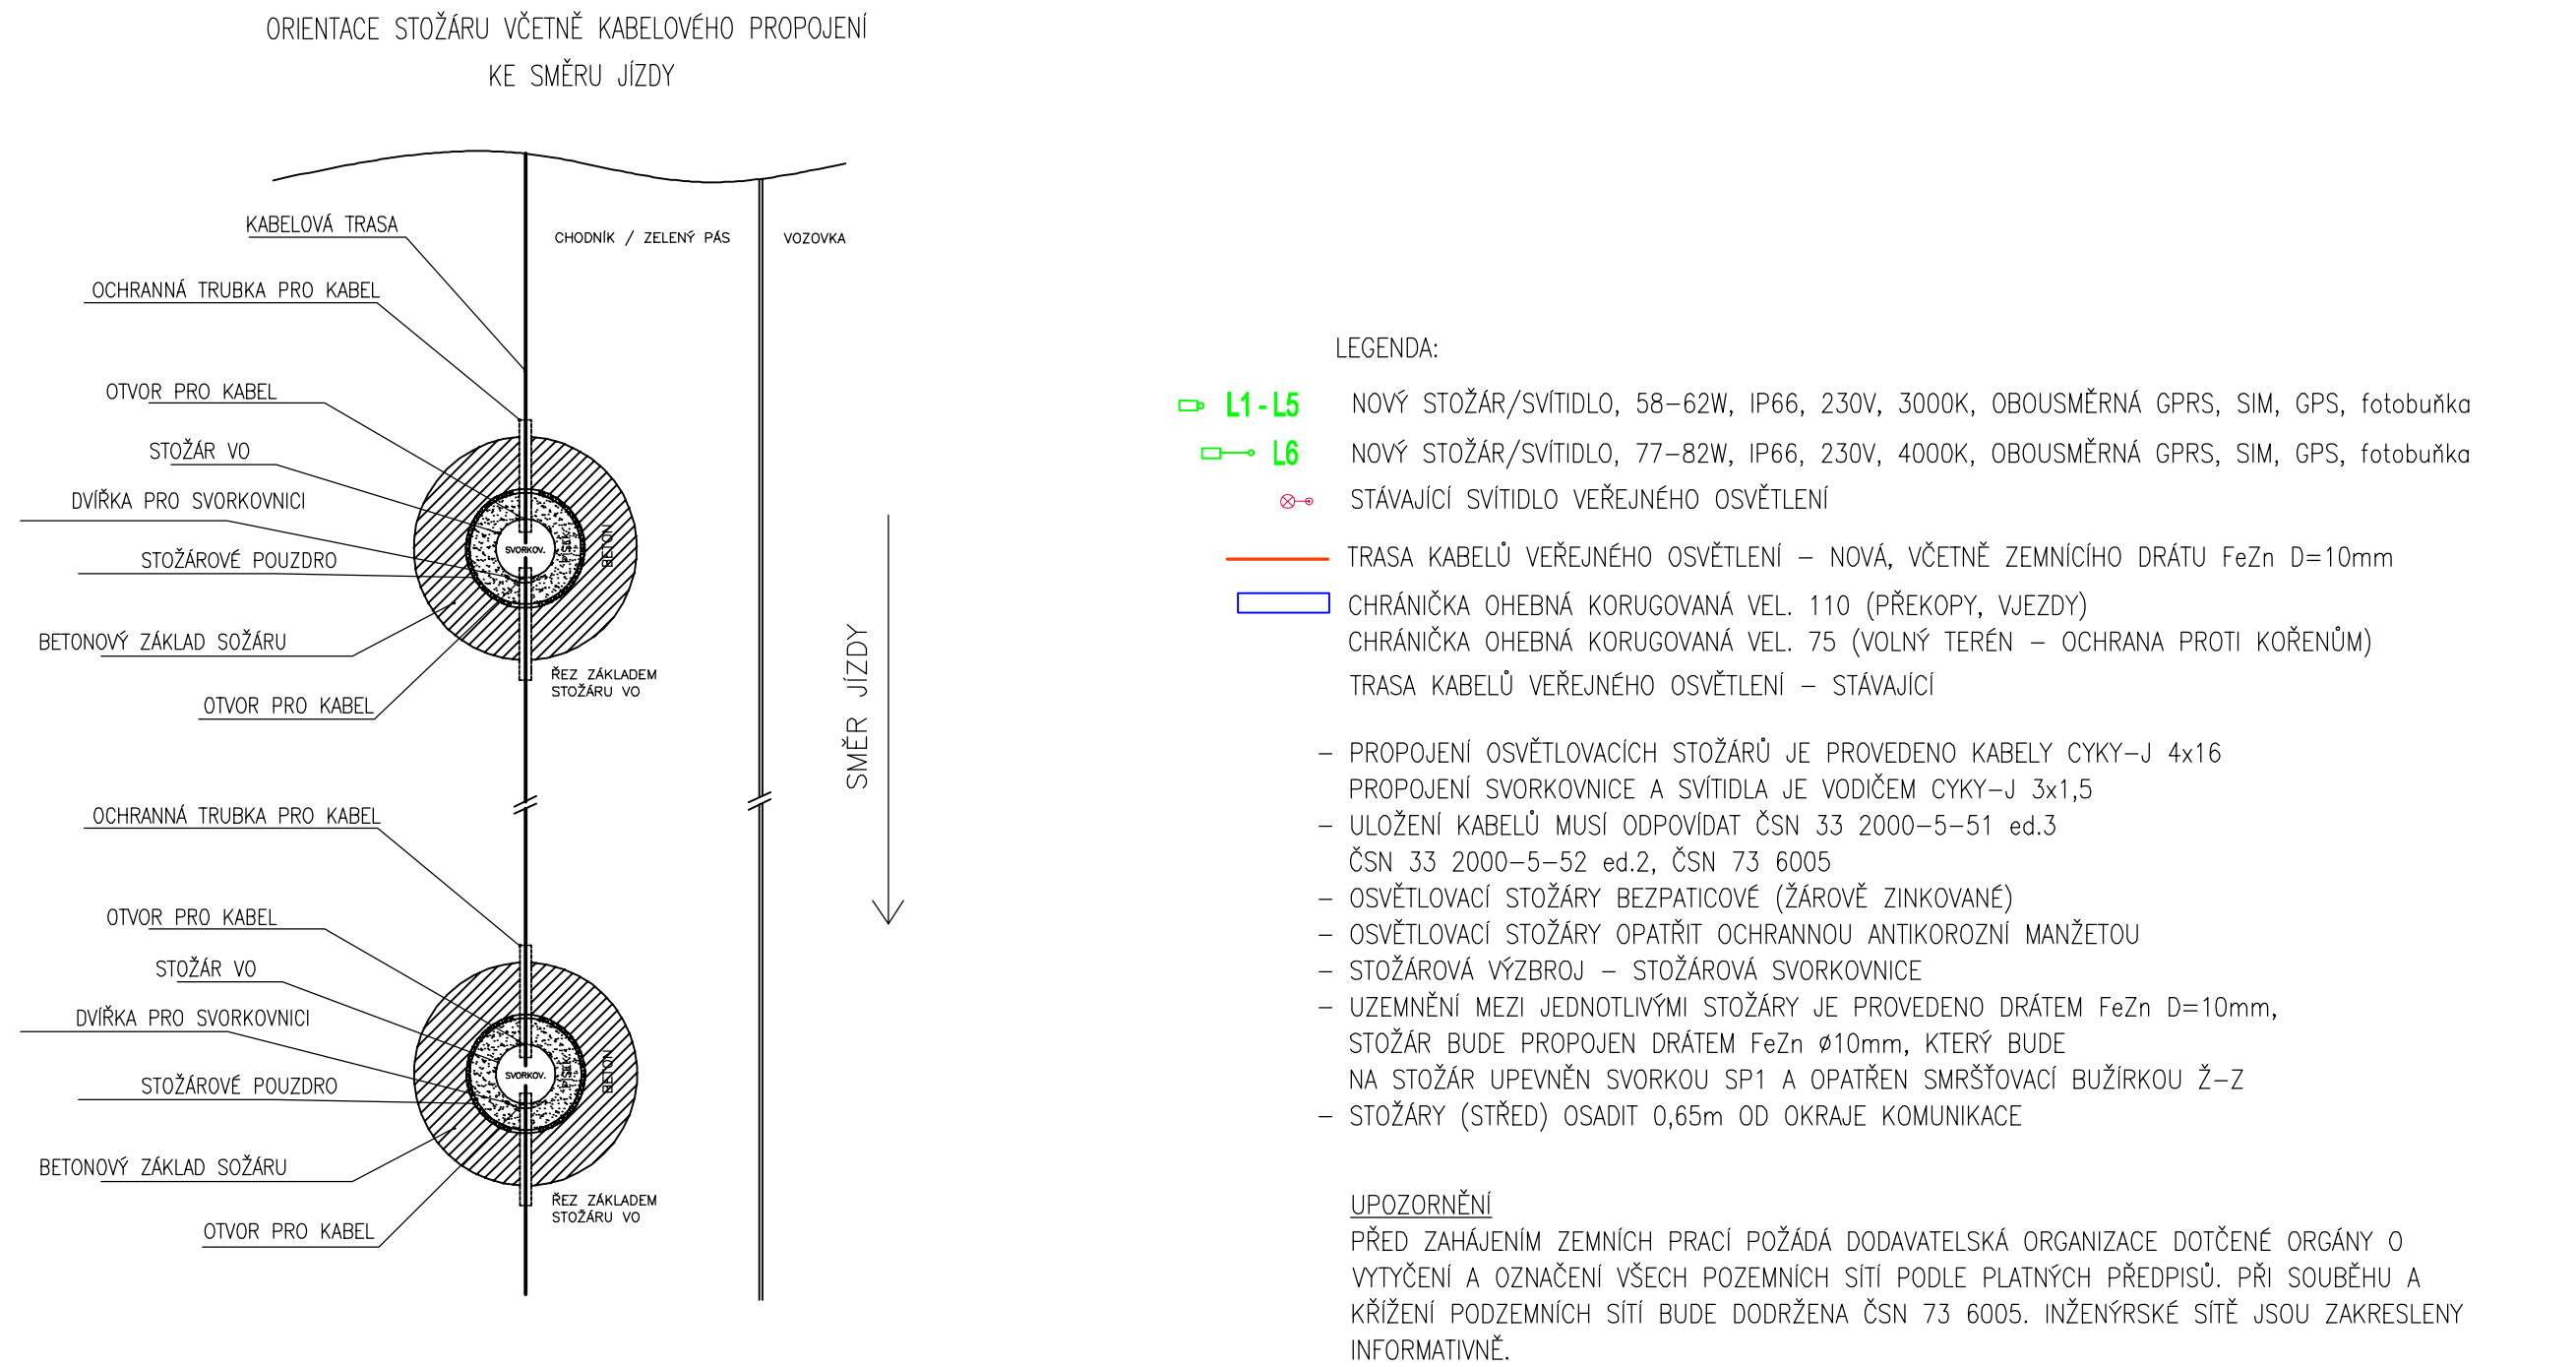 ORIENTACE STOŽÁRU VČETNĚ KABELOVÉHO PROPOJENÍ
KE SMĚRU JÍZDY
KABELOVÁ TRASA
CHODNÍK / ZELENÝ PÁS
VOZOVKA
OCHRANNÁ TRUBKA PRO KABEL
OTVOR PRO KABEL
STOŽÁR VO
DVÍŘKA PRO SVORKOVNICI
STOŽÁROVÉ POUZDRO
BETONOVÝ ZÁKLAD SOŽÁRU
OTVOR PRO KABEL
SVORKOV.
PÍSEK
BETON
ŘEZ ZÁKLADEM
STOŽÁRU VO
SMĚR JÍZDY
OCHRANNÁ TRUBKA PRO KABEL
OTVOR PRO KABEL
STOŽÁR VO
DVÍŘKA PRO SVORKOVNICI
STOŽÁROVÉ POUZDRO
BETONOVÝ ZÁKLAD SOŽÁRU
OTVOR PRO KABEL
SVORKOV.
PÍSEK
BETON
ŘEZ ZÁKLADEM
STOŽÁRU VO
LEGENDA:
L1-L5 NOVÝ STOŽÁR/SVÍTIDLO, 58-62W, IP66, 230V, 3000K, OBOUSMĚRNÁ GPRS, SIM, GPS, fotobuňka
L6 NOVÝ STOŽÁR/SVÍTIDLO, 77-82W, IP66, 230V, 4000K, OBOUSMĚRNÁ GPRS, SIM, GPS, fotobuňka
STÁVAJÍCÍ SVÍTIDLO VEŘEJNÉHO OSVĚTLENÍ
TRASA KABELŮ VEŘEJNÉHO OSVĚTLENÍ - NOVÁ, VČETNĚ ZEMNÍCÍHO DRÁTU FeZn D=10mm
CHRÁNIČKA OHEBNÁ KORUGOVANÁ VEL. 110 (PŘEKOPY, VJEZDY)
CHRÁNIČKA OHEBNÁ KORUGOVANÁ VEL. 75 (VOLNÝ TERÉN - OCHRANA PROTI KOŘENŮM)
TRASA KABELŮ VEŘEJNÉHO OSVĚTLENÍ - STÁVAJÍCÍ
- PROPOJENÍ OSVĚTLOVACÍCH STOŽÁRŮ JE PROVEDENO KABELY CYKY-J 4x16
PROPOJENÍ SVORKOVNICE A SVÍTIDLA JE VODIČEM CYKY-J 3x1,5
- ULOŽENÍ KABELŮ MUSÍ ODPOVÍDAT ČSN 33 2000-5-51 ed.3
ČSN 33 2000-5-52 ed.2, ČSN 73 6005
- OSVĚTLOVACÍ STOŽÁRY BEZPATICOVÉ (ŽÁROVĚ ZINKOVANÉ)
- OSVĚTLOVACÍ STOŽÁRY OPATŘIT OCHRANNOU ANTIKOROZNÍ MANŽETOU
- STOŽÁROVÁ VÝZBROJ - STOŽÁROVÁ SVORKOVNICE
- UZEMNĚNÍ MEZI JEDNOTLIVÝMI STOŽÁRY JE PROVEDENO DRÁTEM FeZn D=10mm,
STOŽÁR BUDE PROPOJEN DRÁTEM FeZn ø10mm, KTERÝ BUDE
NA STOŽÁR UPEVNĚN SVORKOU SP1 A OPATŘEN SMRŠŤOVACÍ BUŽÍRKOU Ž-Z
- STOŽÁRY (STŘED) OSADIT 0,65m OD OKRAJE KOMUNIKACE
UPOZORNĚNÍ
PŘED ZAHÁJENÍM ZEMNÍCH PRACÍ POŽÁDÁ DODAVATELSKÁ ORGANIZACE DOTČENÉ ORGÁNY O
VYTYČENÍ A OZNAČENÍ VŠECH POZEMNÍCH SÍTÍ PODLE PLATNÝCH PŘEDPISŮ. PŘI SOUBĚHU A
KŘÍŽENÍ PODZEMNÍCH SÍTÍ BUDE DODRŽENA ČSN 73 6005. INŽENÝRSKÉ SÍTĚ JSOU ZAKRESLENY
INFORMATIVNĚ.